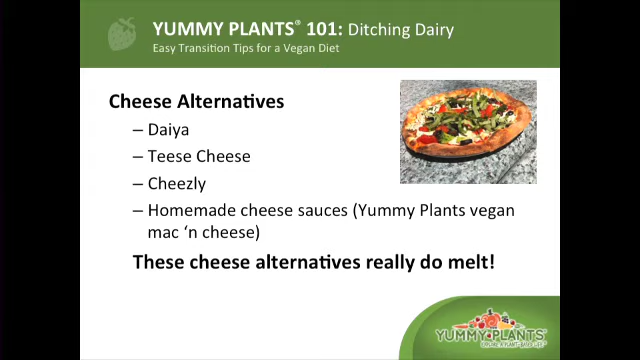 YUMMY PLANTS® 101: Ditching Dairy
Easy Transition Tips for a Vegan Diet
Cheese Alternatives
– Daiya
– Teese Cheese
– Cheezly
– Homemade cheese sauces (Yummy Plants vegan
mac ‘n cheese)
These cheese alternatives really do melt!
YUMMY PLANTS